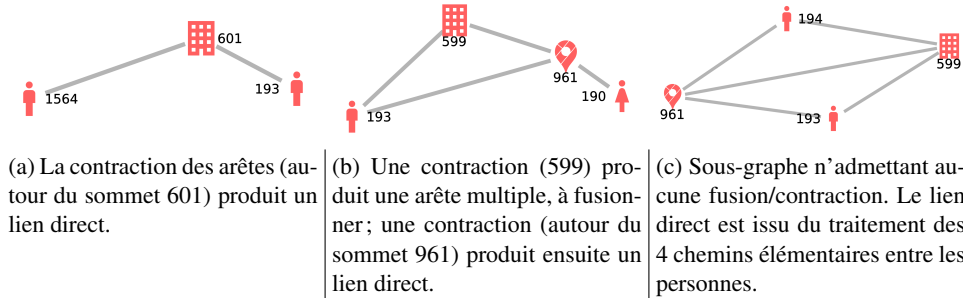 601
1564
193
599
961
193
190
194
599
961
193
(a) La contraction des arêtes (au-
tour du sommet 601) produit un
lien direct.
(b) Une contraction (599) pro-
duit une arête multiple, à fusion-
ner ; une contraction (autour du
sommet 961) produit ensuite un
lien direct.
(c) Sous-graphe n'admettant au-
cune fusion/contraction. Le lien
direct est issu du traitement des
4 chemins élémentaires entre les
personnes.